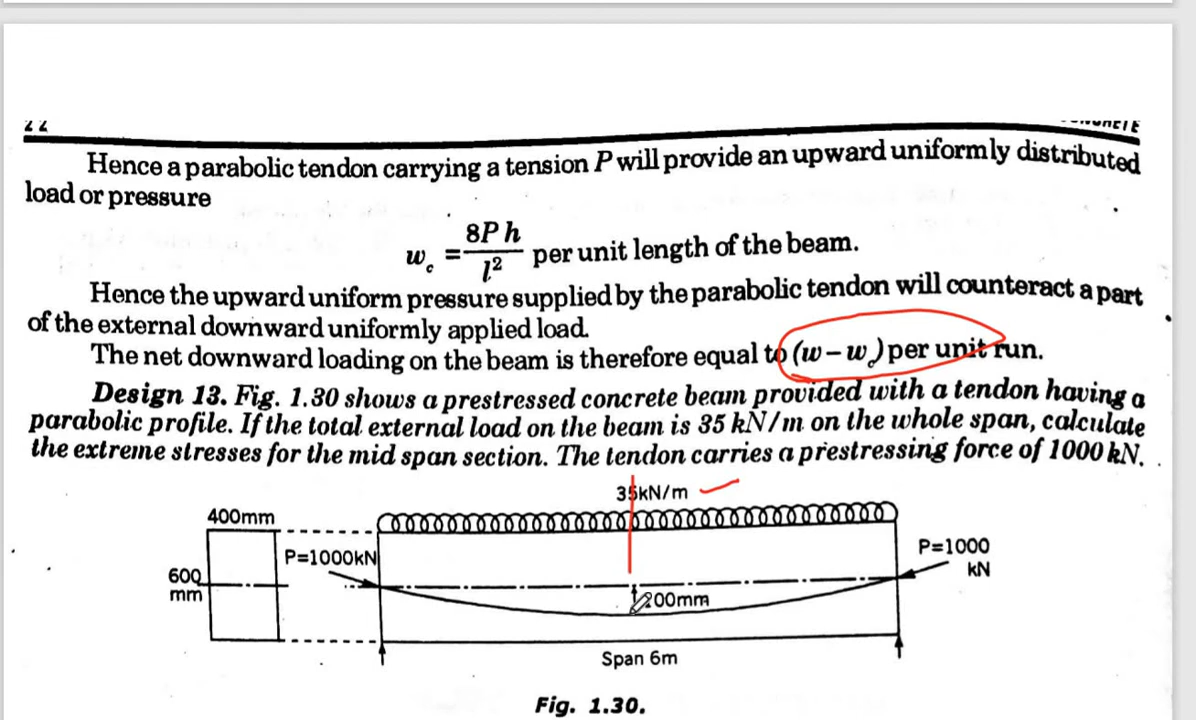 22
Hence a parabolic tendon carrying a tension P will provide an upward uniformly distributed
load or pressure
w꜀ = 8P h / l² per unit length of the beam.
Hence the upward uniform pressure supplied by the parabolic tendon will counteract a part
of the external downward uniformly applied load.
The net downward loading on the beam is therefore equal to (w – w꜀) per unit run.
Design 13. Fig. 1.30 shows a prestressed concrete beam provided with a tendon having a
parabolic profile. If the total external load on the beam is 35 kN/m on the whole span, calculate
the extreme stresses for the mid span section. The tendon carries a prestressing force of 1000 kN.
35kN/m
400mm
P=1000kN
P=1000
kN
600
mm
200mm
Span 6m
Fig. 1.30.